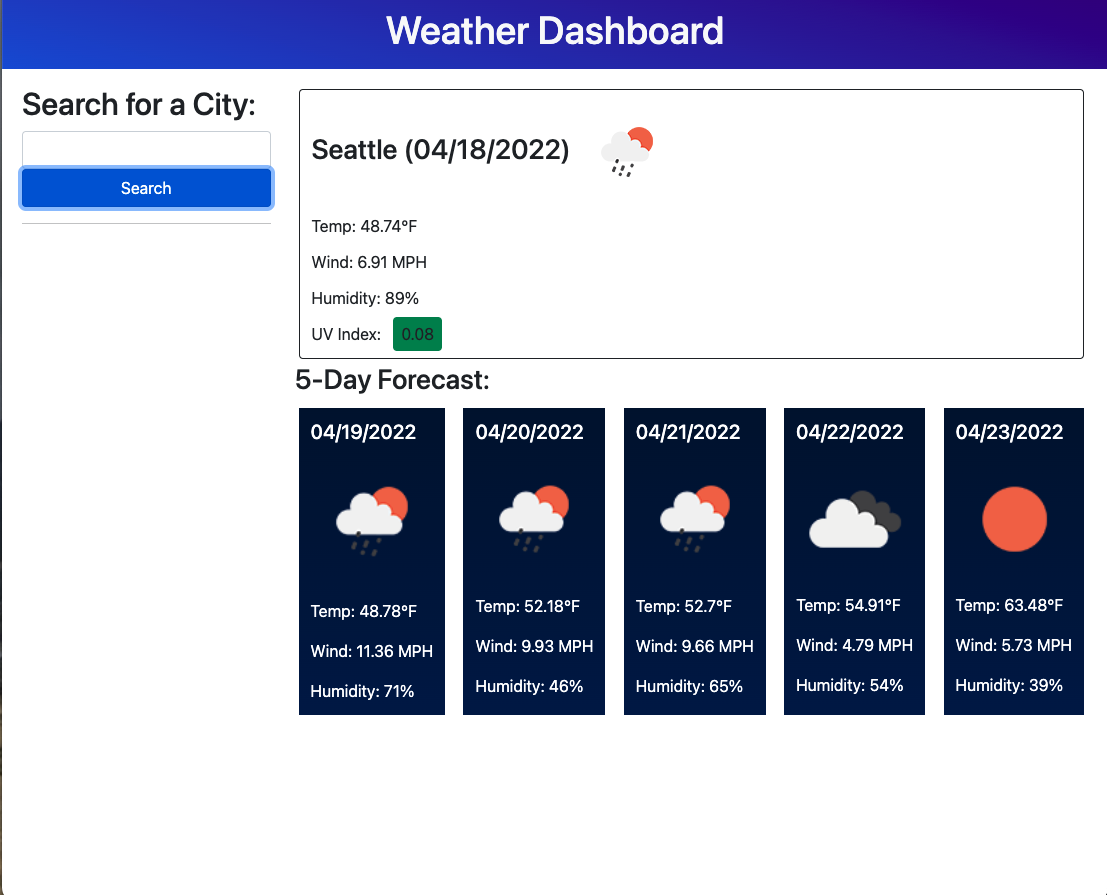 Weather Dashboard
Search for a City:
Search
Seattle (04/18/2022)
Temp: 48.74°F
Wind: 6.91 MPH
Humidity: 89%
UV Index: 0.08
5-Day Forecast:
04/19/2022
Temp: 48.78°F
Wind: 11.36 MPH
Humidity: 71%
04/20/2022
Temp: 52.18°F
Wind: 9.93 MPH
Humidity: 46%
04/21/2022
Temp: 52.7°F
Wind: 9.66 MPH
Humidity: 65%
04/22/2022
Temp: 54.91°F
Wind: 4.79 MPH
Humidity: 54%
04/23/2022
Temp: 63.48°F
Wind: 5.73 MPH
Humidity: 39%